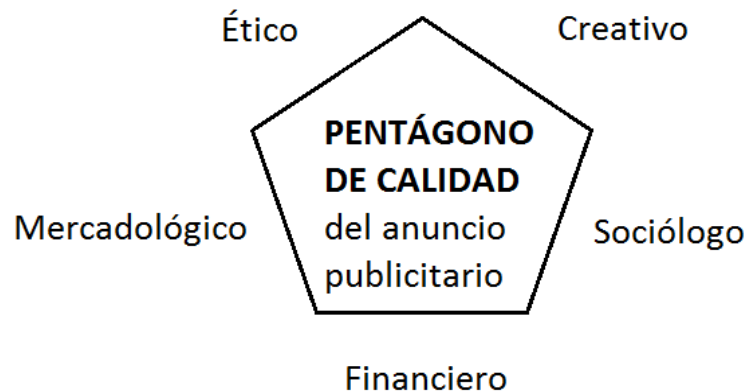 Ético
Creativo
PENTÁGONO
DE CALIDAD
del anuncio
publicitario
Mercadológico
Sociólogo
Financiero